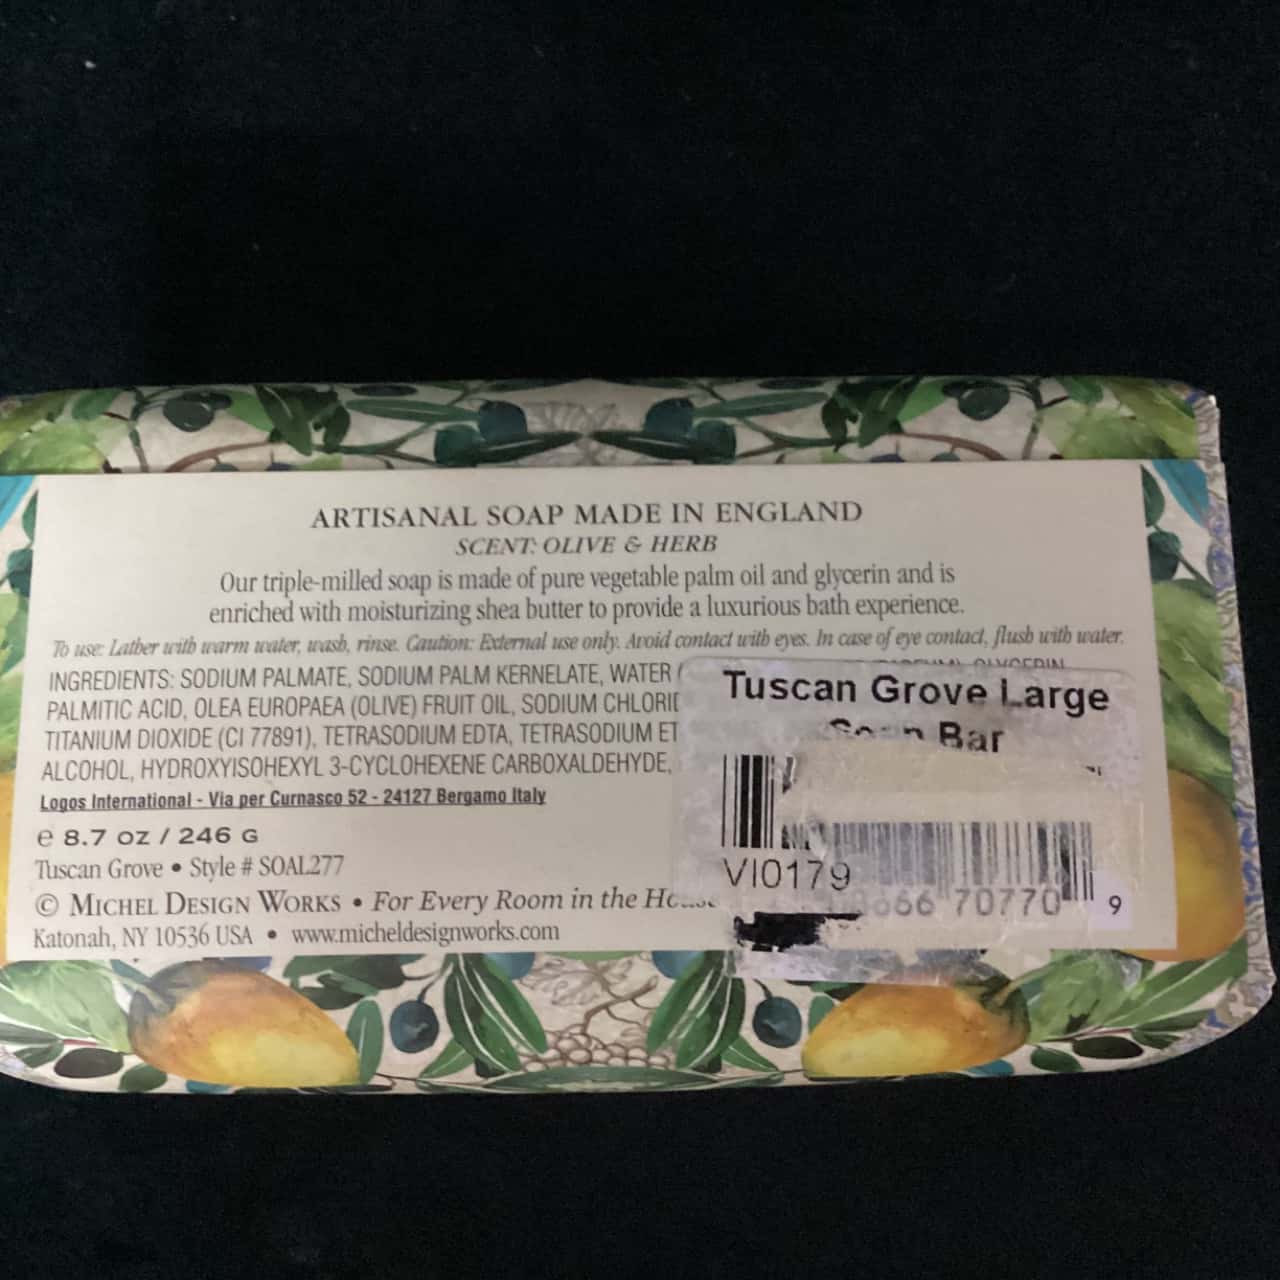 ARTISANAL SOAP MADE IN ENGLAND
SCENT: OLIVE & HERB
Our triple-milled soap is made of pure vegetable palm oil and glycerin and is
enriched with moisturizing shea butter to provide a luxurious bath experience.
To use: Lather with warm water, wash, rinse. Caution: External use only. Avoid contact with eyes. In case of eye contact, flush with water.
INGREDIENTS: SODIUM PALMATE, SODIUM PALM KERNELATE, WATER
PALMITIC ACID, OLEA EUROPAEA (OLIVE) FRUIT OIL, SODIUM CHLORID
TITANIUM DIOXIDE (CI 77891), TETRASODIUM EDTA, TETRASODIUM ET
ALCOHOL, HYDROXYISOHEXYL 3-CYCLOHEXENE CARBOXALDEHYDE,
Logos International - Via per Curnasco 52 - 24127 Bergamo Italy
e 8.7 OZ / 246 G
Tuscan Grove • Style # SOAL277
© MICHEL DESIGN WORKS • For Every Room in the House
Katonah, NY 10536 USA • www.micheldesignworks.com
Tuscan Grove Large
Soap Bar
VI0179
70770 9